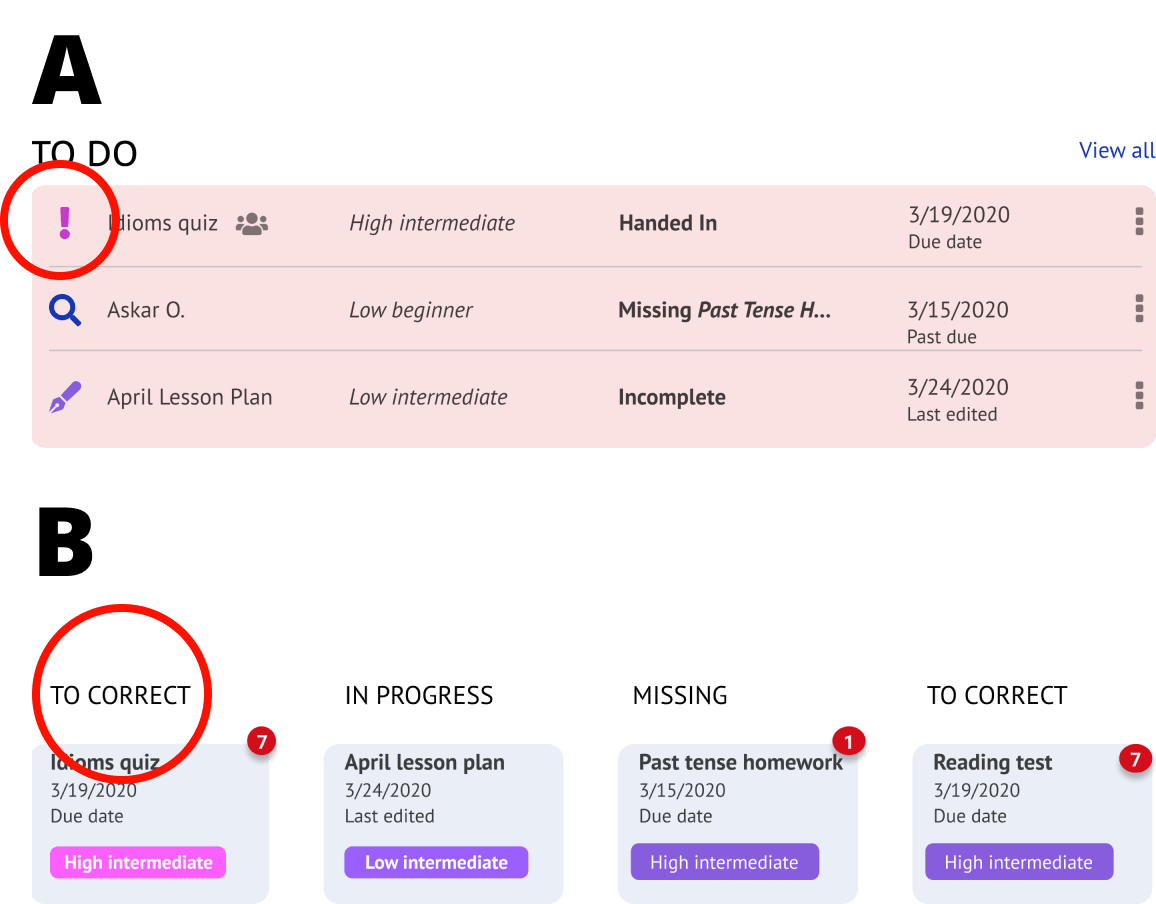 A
TO DO
View all
Idioms quiz High intermediate Handed In 3/19/2020
Due date
Askar O. Low beginner Missing Past Tense H... 3/15/2020
Past due
April Lesson Plan Low intermediate Incomplete 3/24/2020
Last edited
B
TO CORRECT
7
Idioms quiz
3/19/2020
Due date
High intermediate
IN PROGRESS
April lesson plan
3/24/2020
Last edited
Low intermediate
MISSING
1
Past tense homework
3/15/2020
Due date
High intermediate
TO CORRECT
7
Reading test
3/19/2020
Due date
High intermediate